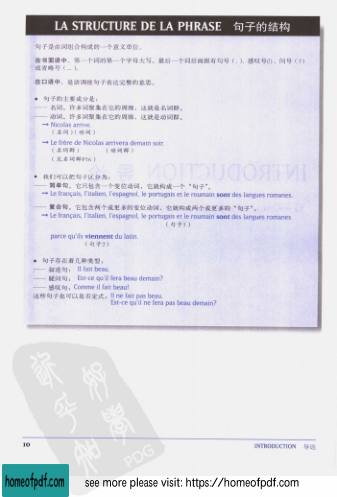 LA STRUCTURE DE LA PHRASE 句子的结构
句子是由词组合构成的一个意义单位。
在书面语中，第一个词的第一个字母大写，最后一个词后面跟有句号（.）、感叹号(!)、问号（?）
或省略号（…）。
在口语中，是语调使句子表达完整的意思。
• 句子的主要成分是：
— 名词，许多词聚集在它的周围，这就是名词群。
— 动词，许多词聚集在它的周围，这就是动词群。
→ Nicolas arrive.
（名词）（动词）
→ Le frère de Nicolas arrivera demain soir.
（名词群） （动词群）
• 我们可以把句子区分为：
— 简单句，它只包含一个变位动词，它就构成一个“句子”。
→ Le français, l'italien, l'espagnol, le portugais et le roumain sont des langues romanes.
— 复合句，它包含两个或更多的变位动词，它就构成两个或更多的“句子”。
→ Le français, l'italien, l'espagnol, le portugais et le roumain sont des langues romanes
（句子1）
parce qu'ils viennent du latin.
（句子2）
• 句子存在着几种类型：
— 叙述句：Il fait beau.
— 疑问句：Est-ce qu'il fera beau demain?
— 感叹句：Comme il fait beau!
这些句子也可以是否定式：Il ne fait pas beau.
Est-ce qu'il ne fera pas beau demain?
PDG
10 INTRODUCTION 导论
homeofpdf.com see more please visit: https://homeofpdf.com